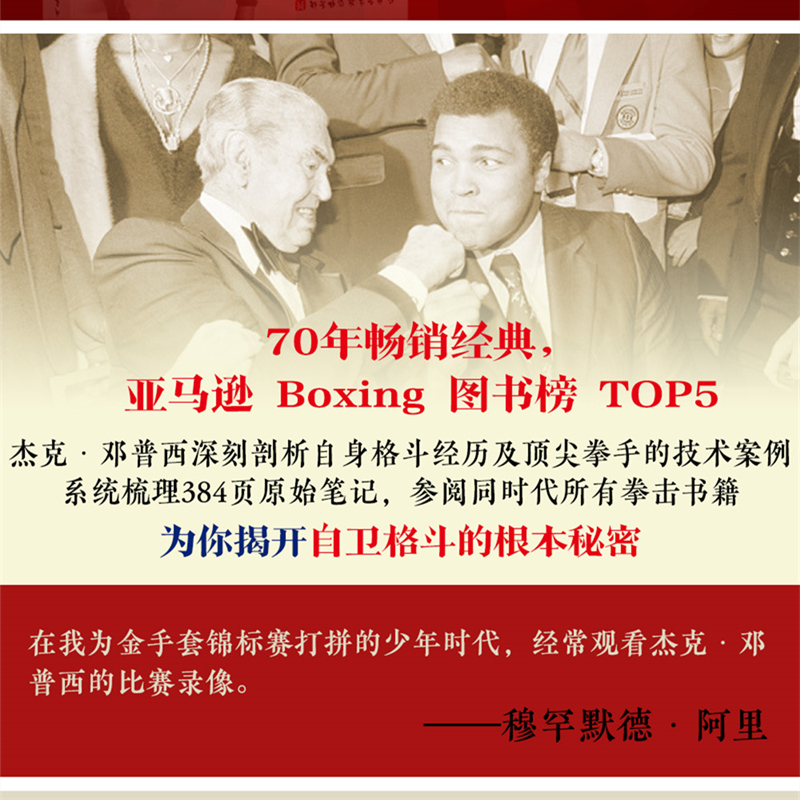 70年畅销经典，
亚马逊 Boxing 图书榜 TOP5
杰克·邓普西深刻剖析自身格斗经历及顶尖拳手的技术案例
系统梳理384页原始笔记，参阅同时代所有拳击书籍
为你揭开自卫格斗的根本秘密
在我为金手套锦标赛打拼的少年时代，经常观看杰克·邓
普西的比赛录像。
——穆罕默德·阿里